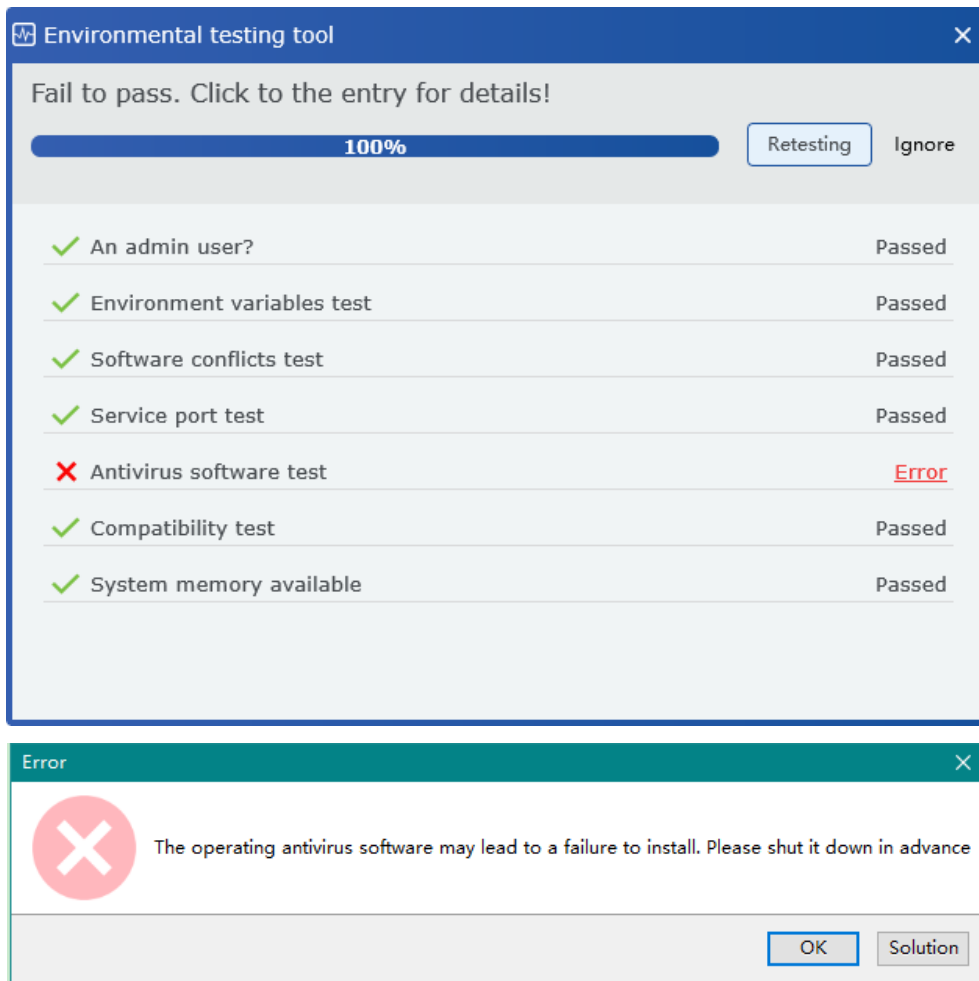 Environmental testing tool
Fail to pass. Click to the entry for details!
100% Retesting Ignore
An admin user? Passed
Environment variables test Passed
Software conflicts test Passed
Service port test Passed
Antivirus software test Error
Compatibility test Passed
System memory available Passed
Error
The operating antivirus software may lead to a failure to install. Please shut it down in advance
OK Solution